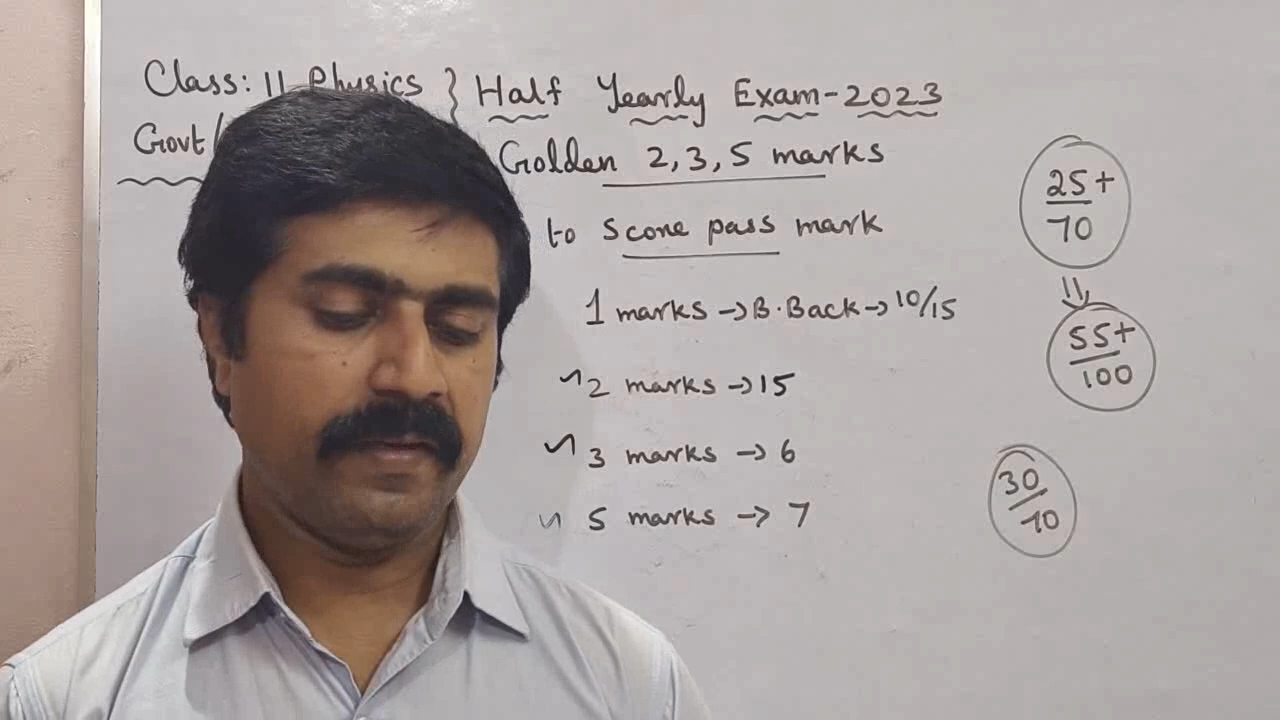 Class: 11 Physics } Half Yearly Exam-2023
Govt/
Golden 2, 3, 5 marks
to Score pass mark
1 marks → B.Back → 10/15
2 marks → 15
3 marks → 6
5 marks → 7
25+
70
55+
100
30
70